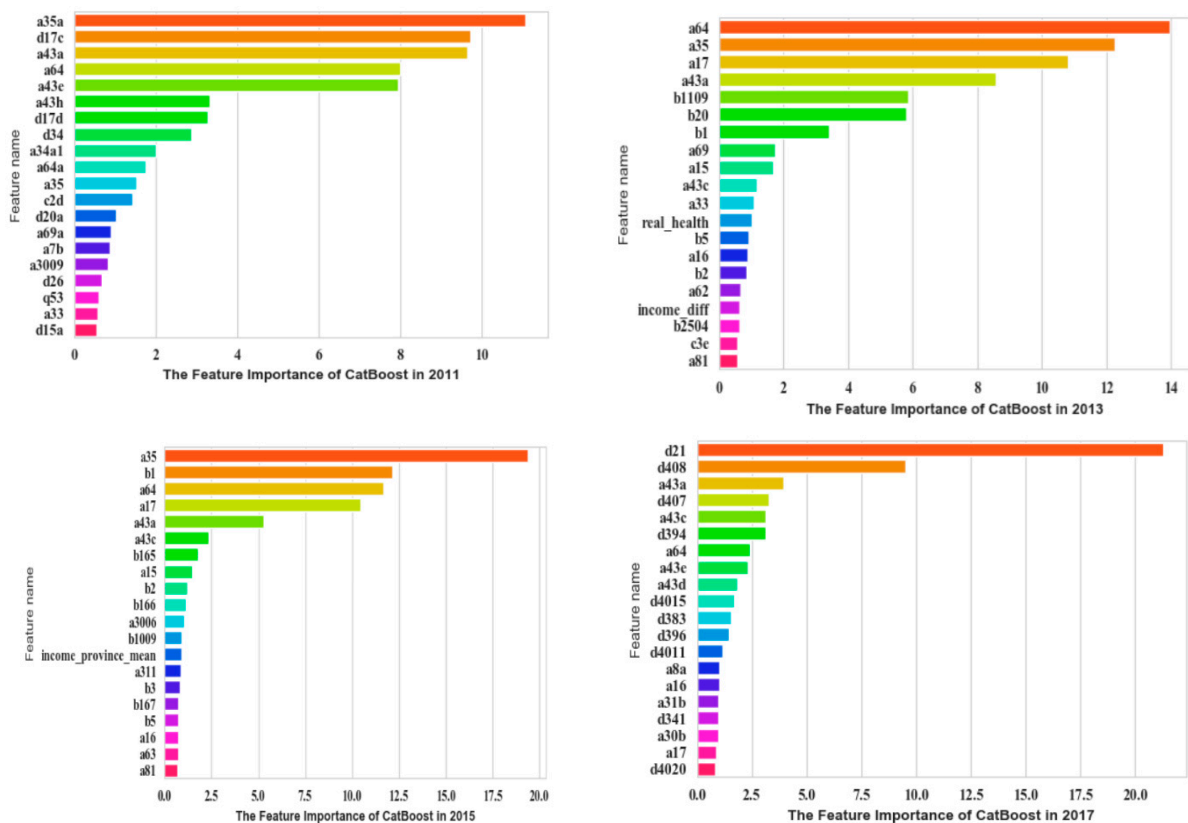 a35a
d17c
a43a
a64
a43e
a43h
d17d
d34
a34a1
a64a
a35
c2d
d20a
a69a
a7b
a3009
d26
q53
a33
d15a
Feature name
0 2 4 6 8 10
The Feature Importance of CatBoost in 2011
a64
a35
a17
a43a
b1109
b20
b1
a69
a15
a43c
a33
real_health
b5
a16
b2
a62
income_diff
b2504
c3e
a81
Feature name
0 2 4 6 8 10 12 14
The Feature Importance of CatBoost in 2013
a35
b1
a64
a17
a43a
a43c
b165
a15
b2
b166
a3006
b1009
income_province_mean
a311
b3
b167
b5
a16
a63
a81
Feature name
0.0 2.5 5.0 7.5 10.0 12.5 15.0 17.5 20.0
The Feature Importance of CatBoost in 2015
d21
d408
a43a
d407
a43c
d394
a64
a43e
a43d
d4015
d383
d396
d4011
a8a
a16
a31b
d341
a30b
a17
d4020
Feature name
0.0 2.5 5.0 7.5 10.0 12.5 15.0 17.5 20.0
The Feature Importance of CatBoost in 2017